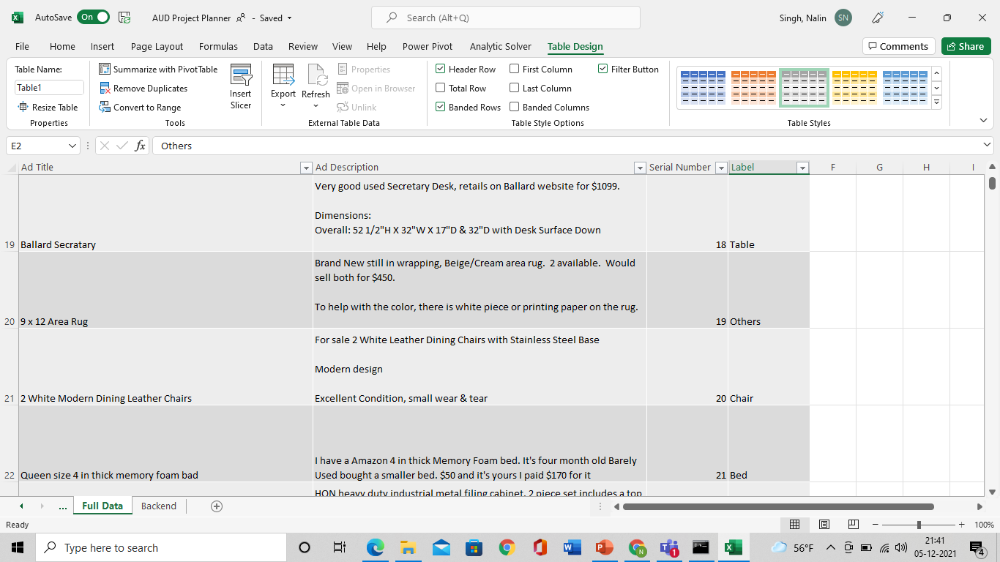 AutoSave On AUD Project Planner - Saved Search (Alt+Q) Singh, Nalin SN
File Home Insert Page Layout Formulas Data Review View Help Power Pivot Analytic Solver Table Design Comments Share
Table Name: Summarize with PivotTable Properties Header Row First Column Filter Button
Table1 Remove Duplicates Insert Slicer Export Refresh Open in Browser Total Row Last Column
Resize Table Convert to Range Unlink Banded Rows Banded Columns
Properties Tools External Table Data Table Style Options Table Styles
E2 fx Others
Ad Title Ad Description Serial Number Label F G H I
Very good used Secretary Desk, retails on Ballard website for $1099.
Dimensions:
Overall: 52 1/2"H X 32"W X 17"D & 32"D with Desk Surface Down
19 Ballard Secratary 18 Table
Brand New still in wrapping, Beige/Cream area rug. 2 available. Would
sell both for $450.
To help with the color, there is white piece or printing paper on the rug.
20 9 x 12 Area Rug 19 Others
For sale 2 White Leather Dining Chairs with Stainless Steel Base
Modern design
21 2 White Modern Dining Leather Chairs Excellent Condition, small wear & tear 20 Chair
I have a Amazon 4 in thick Memory Foam bed. It's four month old Barely
22 Queen size 4 in thick memory foam bad Used bought a smaller bed. $50 and it's yours I paid $170 for it 21 Bed
HON heavy duty industrial metal filing cabinet. 2 piece set includes a top
... Full Data Backend
Ready 100%
Type here to search 1 56°F 21:41
05-12-2021 4